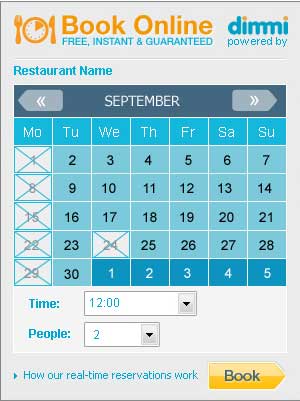 Book Online
FREE, INSTANT & GUARANTEED
dimmi
powered by
Restaurant Name
« SEPTEMBER »
Mo Tu We Th Fr Sa Su
1 2 3 4 5 6 7
8 9 10 11 12 13 14
15 16 17 18 19 20 21
22 23 24 25 26 27 28
29 30 1 2 3 4 5
Time: 12:00
People: 2
How our real-time reservations work
Book